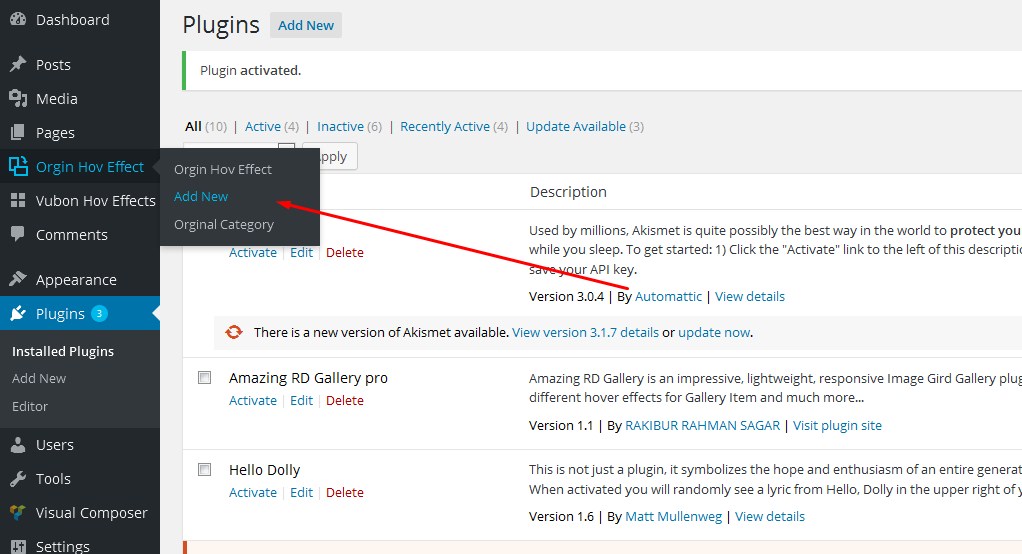 Dashboard
Posts
Media
Pages
Orgin Hov Effect
Vubon Hov Effects
Comments
Appearance
Plugins 3
Installed Plugins
Add New
Editor
Users
Tools
Visual Composer
Settings
Orgin Hov Effect
Add New
Orginal Category
Plugins Add New
Plugin activated.
All (10) | Active (4) | Inactive (6) | Recently Active (4) | Update Available (3)
Description
Activate | Edit | Delete
Used by millions, Akismet is quite possibly the best way in the world to protect you
while you sleep. To get started: 1) Click the "Activate" link to the left of this descriptio
save your API key.
Version 3.0.4 | By Automattic | View details
There is a new version of Akismet available. View version 3.1.7 details or update now.
Amazing RD Gallery pro
Activate | Edit | Delete
Amazing RD Gallery is an impressive, lightweight, responsive Image Gird Gallery plug
different hover effects for Gallery Item and much more...
Version 1.1 | By RAKIBUR RAHMAN SAGAR | Visit plugin site
Hello Dolly
Activate | Edit | Delete
This is not just a plugin, it symbolizes the hope and enthusiasm of an entire generat
When activated you will randomly see a lyric from Hello, Dolly in the upper right of y
Version 1.6 | By Matt Mullenweg | View details